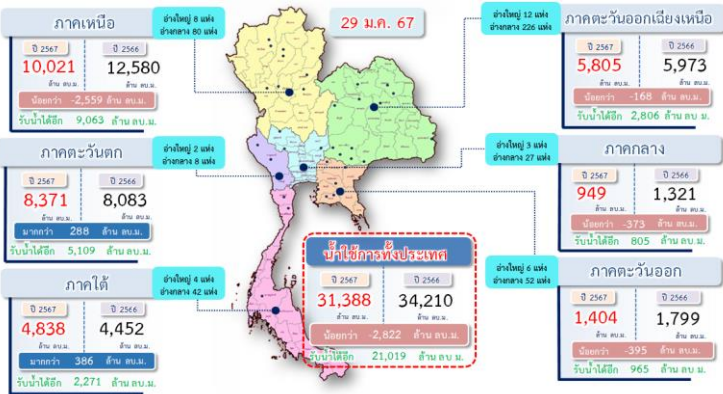 29 ม.ค. 67
ภาคเหนือ
อ่างใหญ่ 8 แห่ง
อ่างกลาง 80 แห่ง
ปี 2567 ปี 2566
10,021 12,580
ล้าน ลบ.ม. ล้าน ลบ.ม.
น้อยกว่า -2,559 ล้าน ลบ.ม.
รับน้ำได้อีก 9,063 ล้าน ลบ.ม.
ภาคตะวันออกเฉียงเหนือ
อ่างใหญ่ 12 แห่ง
อ่างกลาง 226 แห่ง
ปี 2567 ปี 2566
5,805 5,973
ล้าน ลบ.ม. ล้าน ลบ.ม.
น้อยกว่า -168 ล้าน ลบ.ม.
รับน้ำได้อีก 2,806 ล้าน ลบ.ม.
ภาคตะวันตก
อ่างใหญ่ 2 แห่ง
อ่างกลาง 8 แห่ง
ปี 2567 ปี 2566
8,371 8,083
ล้าน ลบ.ม. ล้าน ลบ.ม.
มากกว่า 288 ล้าน ลบ.ม.
รับน้ำได้อีก 5,109 ล้าน ลบ.ม.
ภาคกลาง
อ่างใหญ่ 3 แห่ง
อ่างกลาง 27 แห่ง
ปี 2567 ปี 2566
949 1,321
ล้าน ลบ.ม. ล้าน ลบ.ม.
น้อยกว่า -373 ล้าน ลบ.ม.
รับน้ำได้อีก 805 ล้าน ลบ.ม.
ภาคใต้
อ่างใหญ่ 4 แห่ง
อ่างกลาง 42 แห่ง
ปี 2567 ปี 2566
4,838 4,452
ล้าน ลบ.ม. ล้าน ลบ.ม.
มากกว่า 386 ล้าน ลบ.ม.
รับน้ำได้อีก 2,271 ล้าน ลบ.ม.
น้ำใช้การทั้งประเทศ
ปี 2567 ปี 2566
31,388 34,210
ล้าน ลบ.ม. ล้าน ลบ.ม.
น้อยกว่า -2,822 ล้าน ลบ.ม.
รับน้ำได้อีก 21,019 ล้าน ลบ.ม.
ภาคตะวันออก
อ่างใหญ่ 6 แห่ง
อ่างกลาง 52 แห่ง
ปี 2567 ปี 2566
1,404 1,799
ล้าน ลบ.ม. ล้าน ลบ.ม.
น้อยกว่า -395 ล้าน ลบ.ม.
รับน้ำได้อีก 965 ล้าน ลบ.ม.